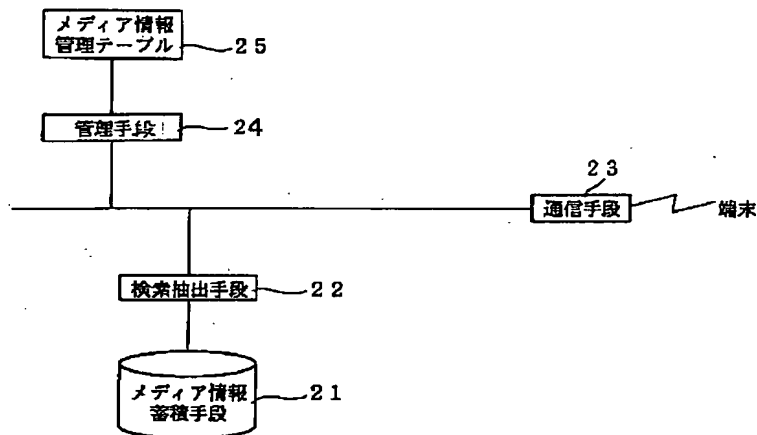 メディア情報
管理テーブル
25
管理手段
24
23
通信手段
端末
検索抽出手段
22
メディア情報
蓄積手段
21